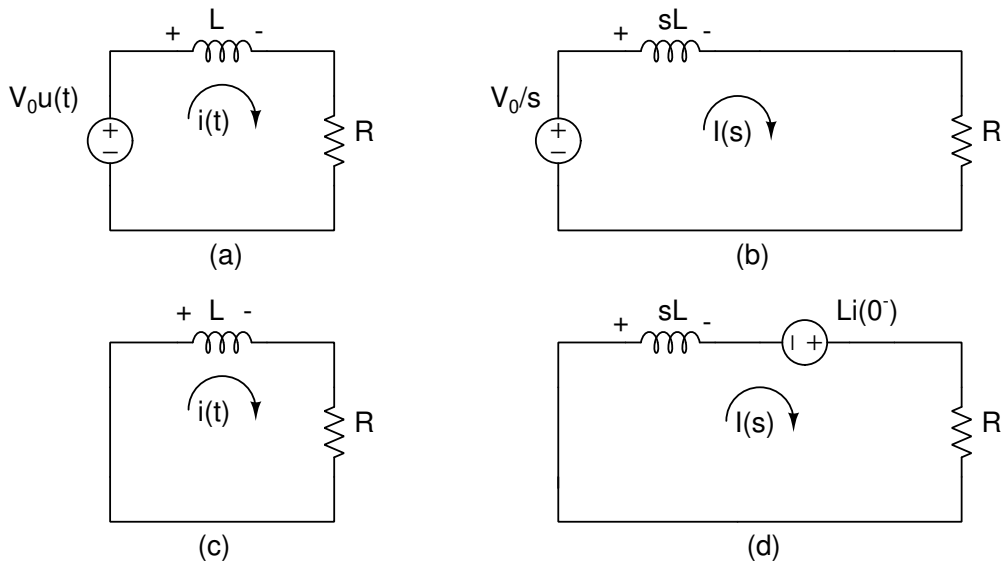 L
+ -
V₀u(t)
+
−
i(t)
R
(a)
sL
+ -
V₀/s
+
−
I(s)
R
(b)
L
+ -
i(t)
R
(c)
sL
+ -
Li(0⁻)
− +
I(s)
R
(d)